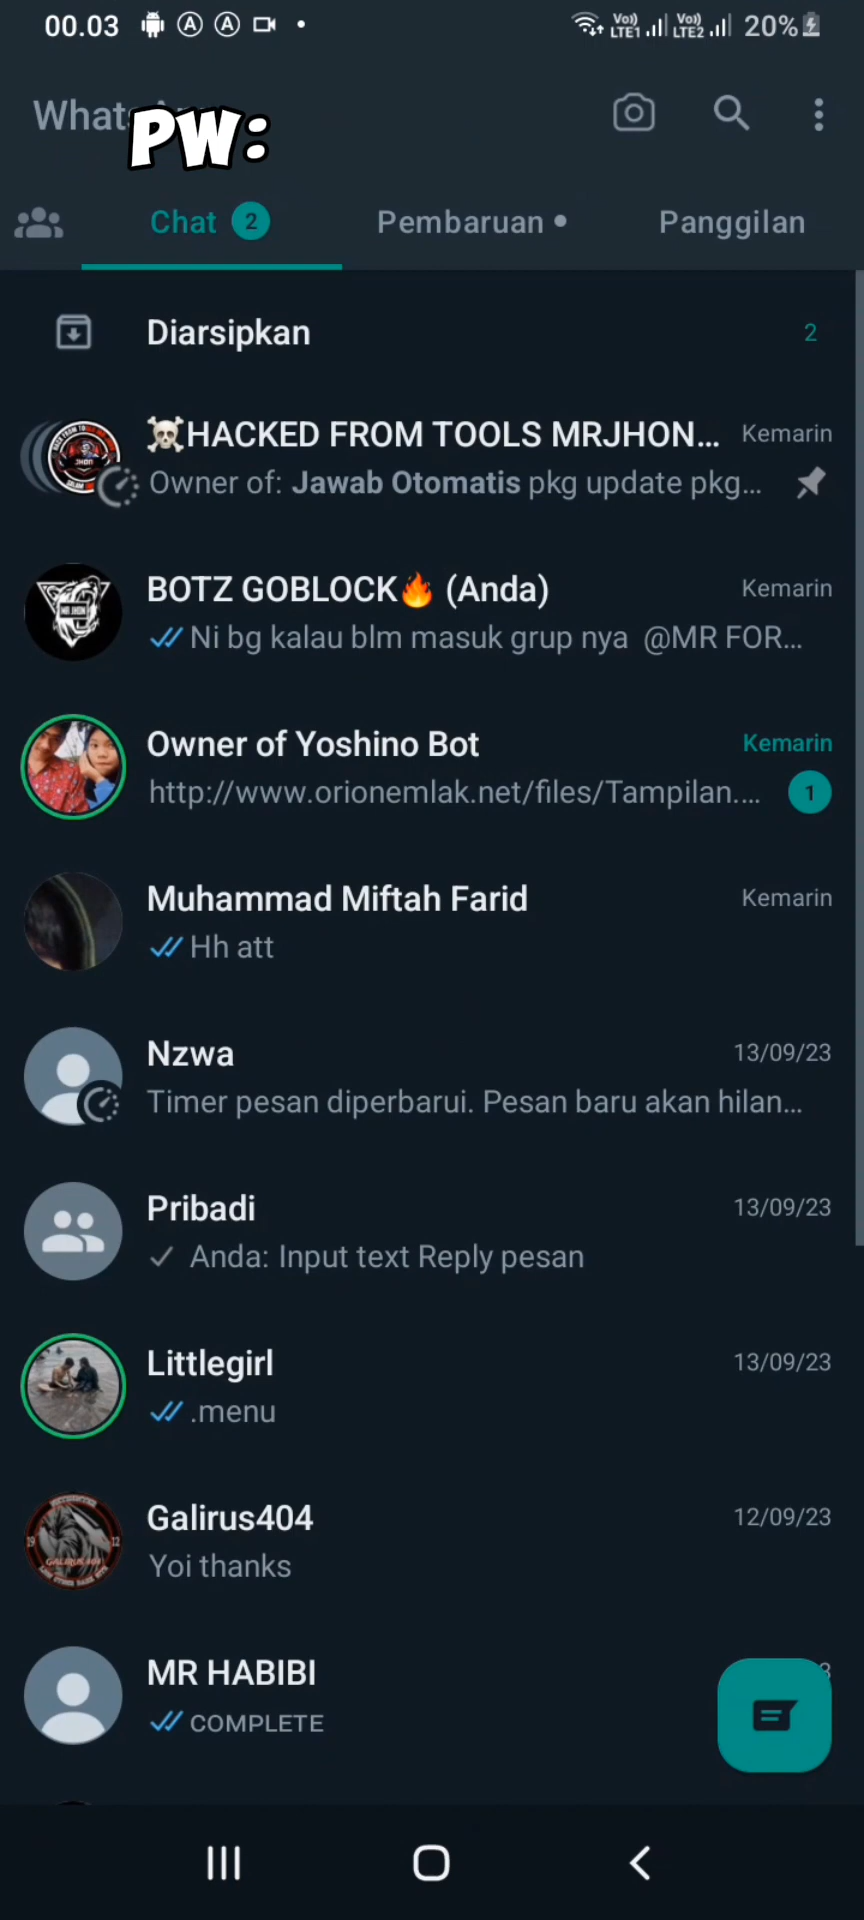 00.03 LTE1 LTE2 20%
PW:
Chat 2 Pembaruan Panggilan
Diarsipkan 2
☠️HACKED FROM TOOLS MRJHON... Kemarin
Owner of: Jawab Otomatis pkg update pkg...
BOTZ GOBLOCK🔥 (Anda) Kemarin
Ni bg kalau blm masuk grup nya @MR FOR...
Owner of Yoshino Bot Kemarin
http://www.orionemlak.net/files/Tampilan.... 1
Muhammad Miftah Farid Kemarin
Hh att
Nzwa 13/09/23
Timer pesan diperbarui. Pesan baru akan hilan...
Pribadi 13/09/23
Anda: Input text Reply pesan
Littlegirl 13/09/23
.menu
Galirus404 12/09/23
Yoi thanks
MR HABIBI
COMPLETE